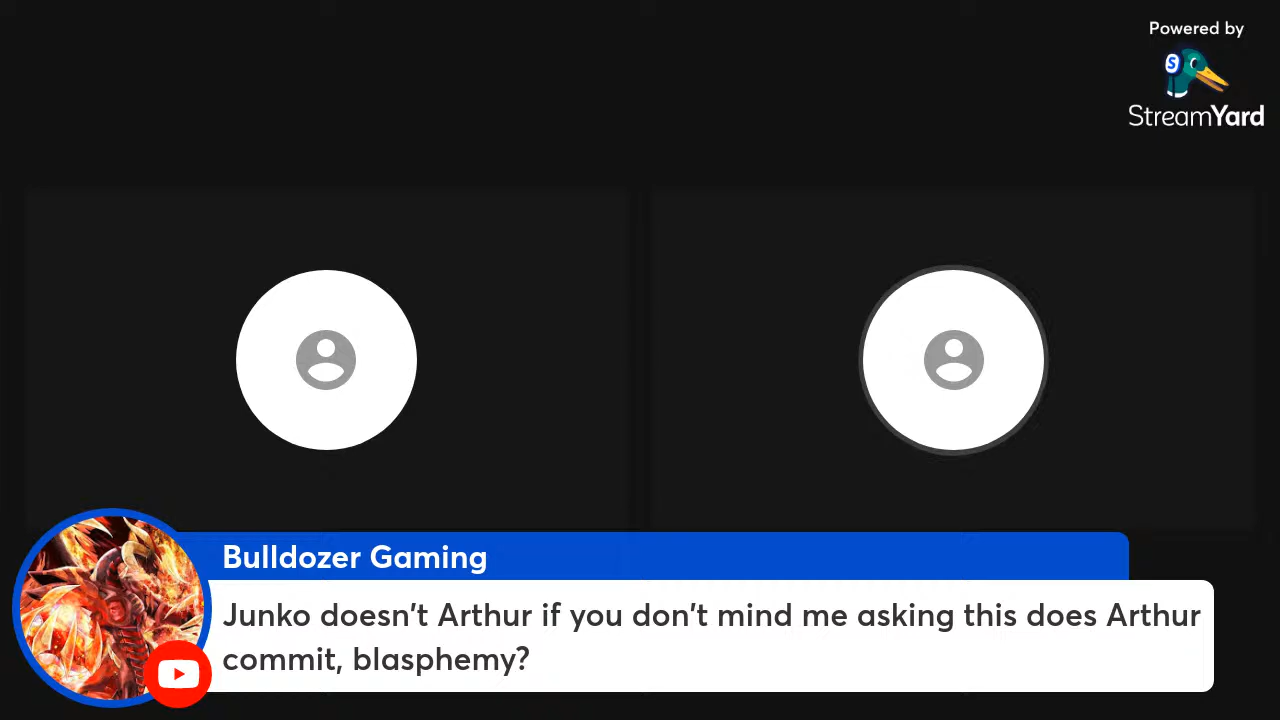 Powered by
S
StreamYard
Bulldozer Gaming
Junko doesn't Arthur if you don't mind me asking this does Arthur
commit, blasphemy?